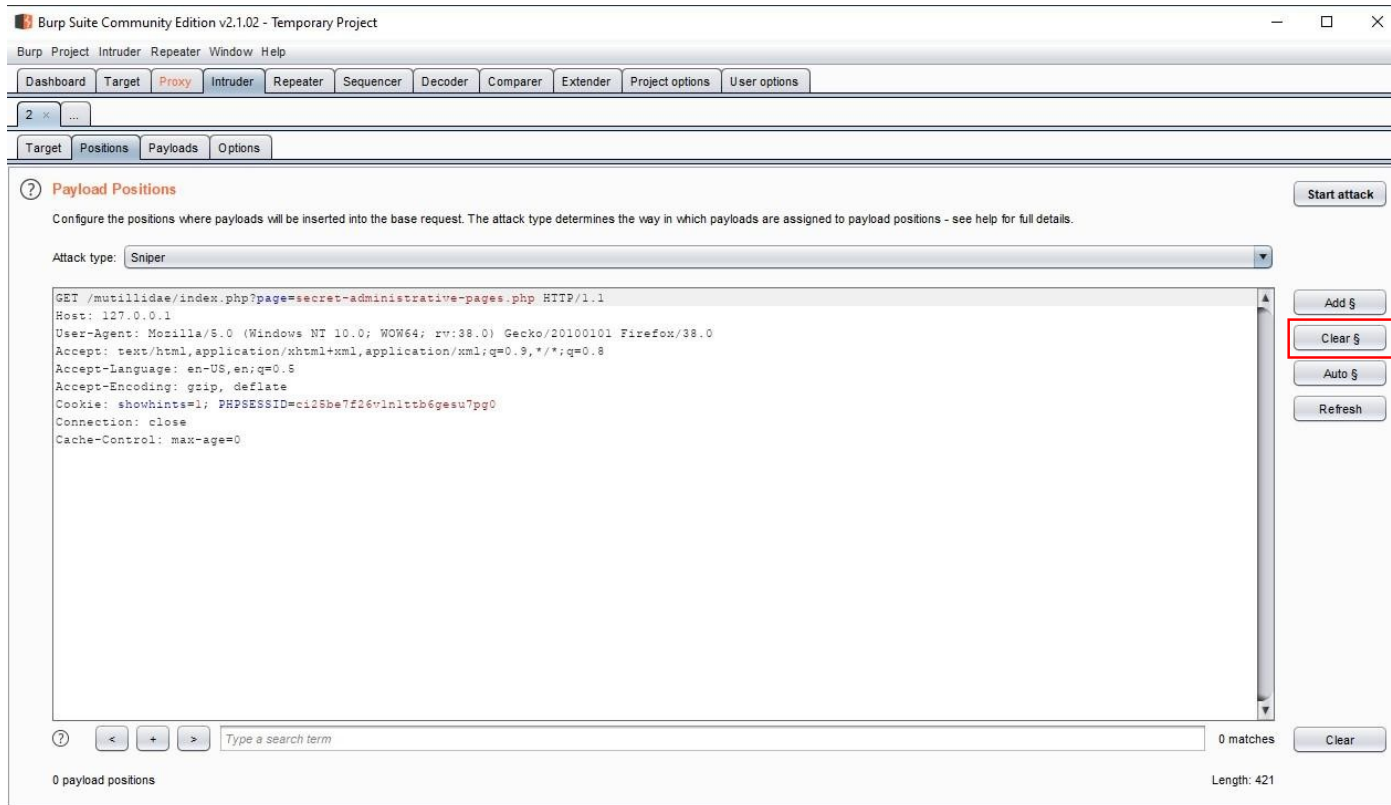 Burp Suite Community Edition v2.1.02 - Temporary Project
Burp Project Intruder Repeater Window Help
Dashboard Target Proxy Intruder Repeater Sequencer Decoder Comparer Extender Project options User options
2 × ...
Target Positions Payloads Options
? Payload Positions
Start attack
Configure the positions where payloads will be inserted into the base request. The attack type determines the way in which payloads are assigned to payload positions - see help for full details.
Attack type: Sniper
GET /mutillidae/index.php?page=secret-administrative-pages.php HTTP/1.1
Host: 127.0.0.1
User-Agent: Mozilla/5.0 (Windows NT 10.0; WOW64; rv:38.0) Gecko/20100101 Firefox/38.0
Accept: text/html,application/xhtml+xml,application/xml;q=0.9,*/*;q=0.8
Accept-Language: en-US,en;q=0.5
Accept-Encoding: gzip, deflate
Cookie: showhints=1; PHPSESSID=ci25be7f26v1n1ttb6gesu7pg0
Connection: close
Cache-Control: max-age=0
Add §
Clear §
Auto §
Refresh
? < + > Type a search term 0 matches Clear
0 payload positions Length: 421